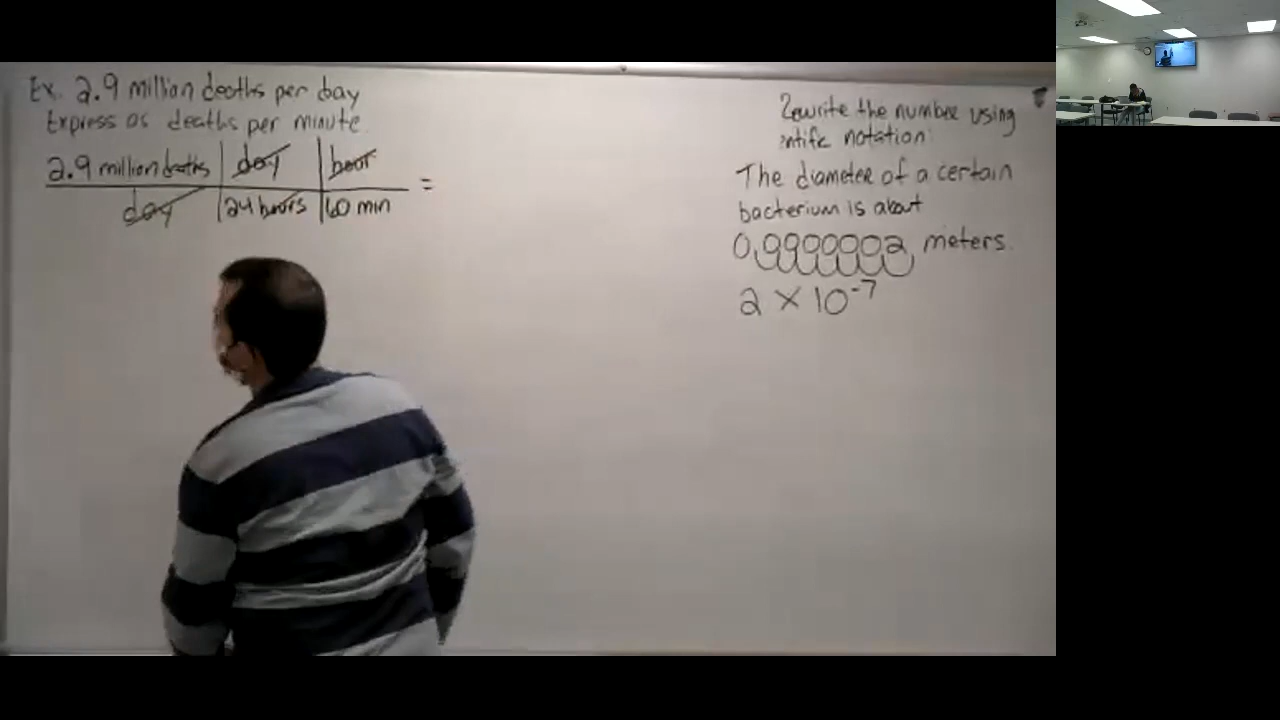 Ex. 2.9 million deaths per day
Express as deaths per minute.
2.9 million deaths | day | hour
day | 24 hours | 60 min =
Rewrite the number using
entific notation:
The diameter of a certain
bacterium is about
0.0000002 meters.
2 × 10⁻⁷